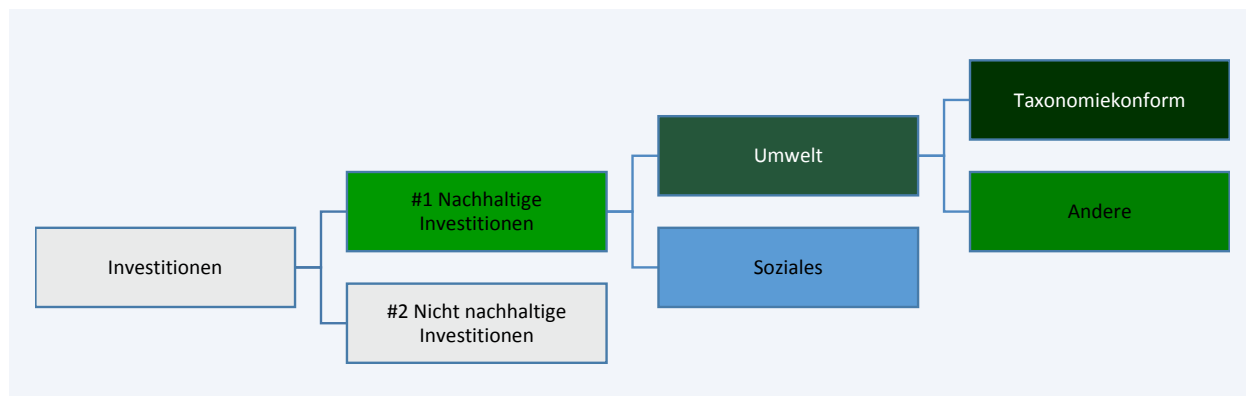 Investitionen
#1 Nachhaltige
Investitionen
#2 Nicht nachhaltige
Investitionen
Umwelt
Soziales
Taxonomiekonform
Andere